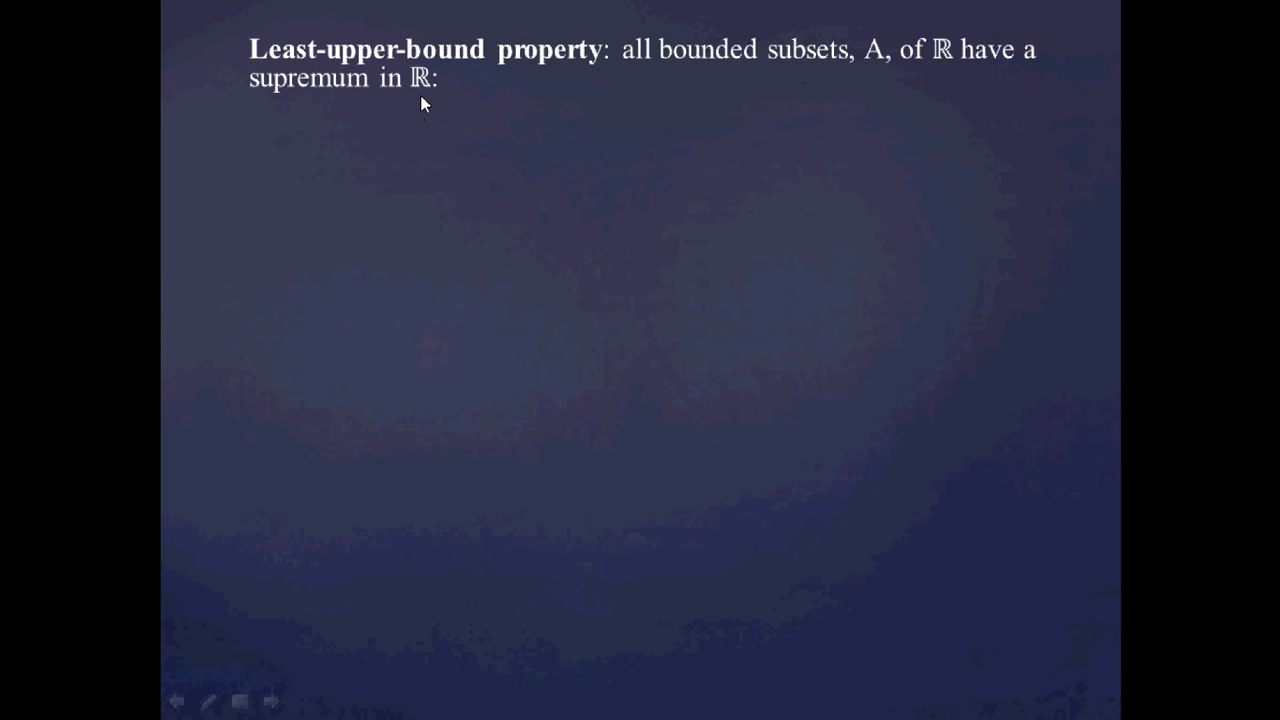 Least-upper-bound property: all bounded subsets, A, of ℝ have a
supremum in ℝ: